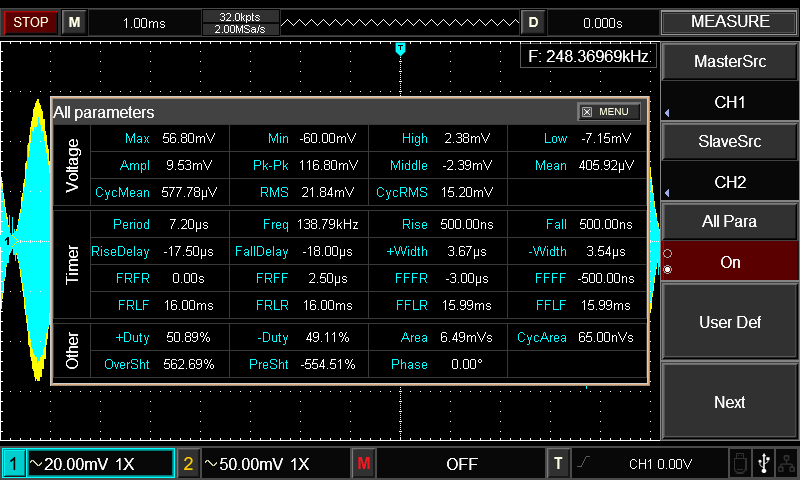 STOP M 1.00ms 32.0kpts D 0.000s MEASURE
2.00MSa/s
T
F: 248.36969kHz
MasterSrc
CH1
SlaveSrc
CH2
All Para
On
User Def
Next
All parameters MENU
Voltage
Max 56.80mV Min -60.00mV High 2.38mV Low -7.15mV
Ampl 9.53mV Pk-Pk 116.80mV Middle -2.39mV Mean 405.92μV
CycMean 577.78μV RMS 21.84mV CycRMS 15.20mV
Timer
Period 7.20μs Freq 138.79kHz Rise 500.00ns Fall 500.00ns
RiseDelay -17.50μs FallDelay -18.00μs +Width 3.67μs -Width 3.54μs
FRFR 0.00s FRFF 2.50μs FFFR -3.00μs FFFF -500.00ns
FRLF 16.00ms FRLR 16.00ms FFLR 15.99ms FFLF 15.99ms
Other
+Duty 50.89% -Duty 49.11% Area 6.49mVs CycArea 65.00nVs
OverSht 562.69% PreSht -554.51% Phase 0.00°
1
1 ~20.00mV 1X 2 ~50.00mV 1X M OFF T CH1 0.00V